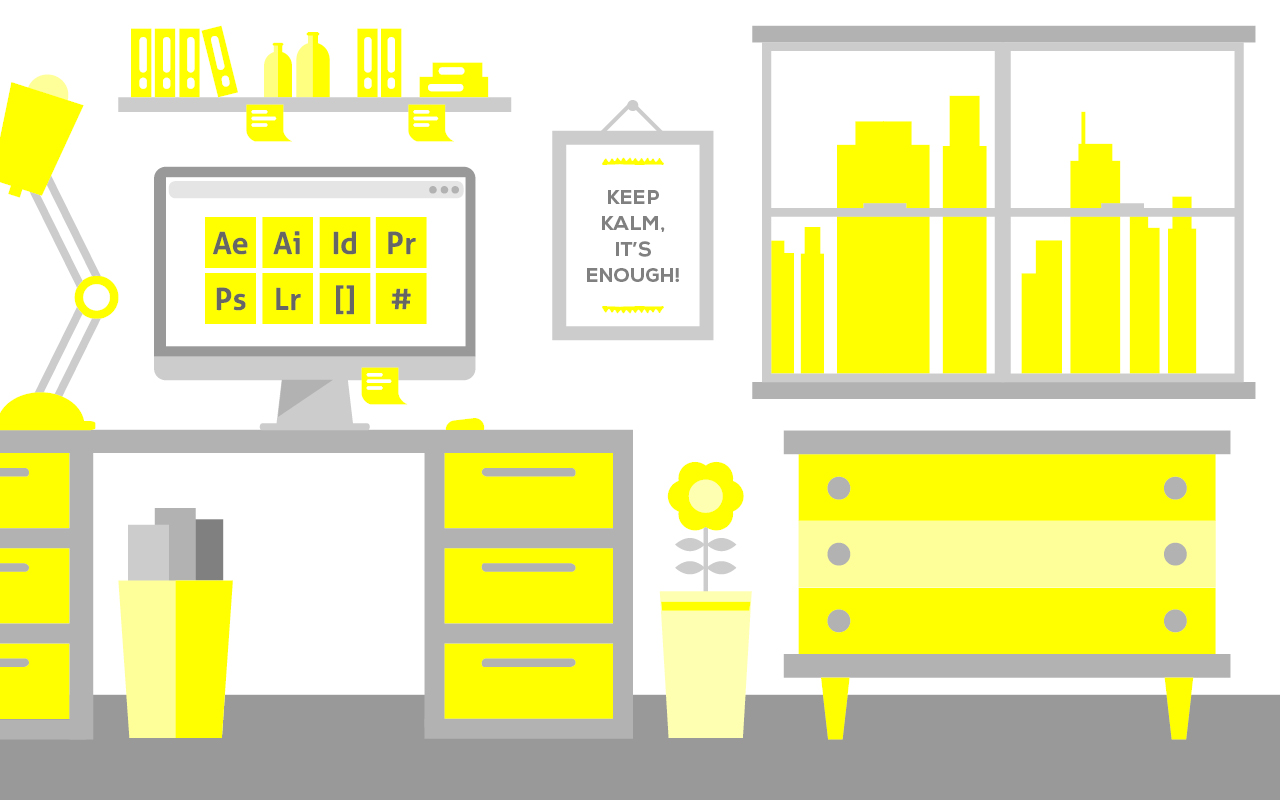 Ae Ai Id Pr
Ps Lr [] #
KEEP
KALM,
IT'S
ENOUGH!